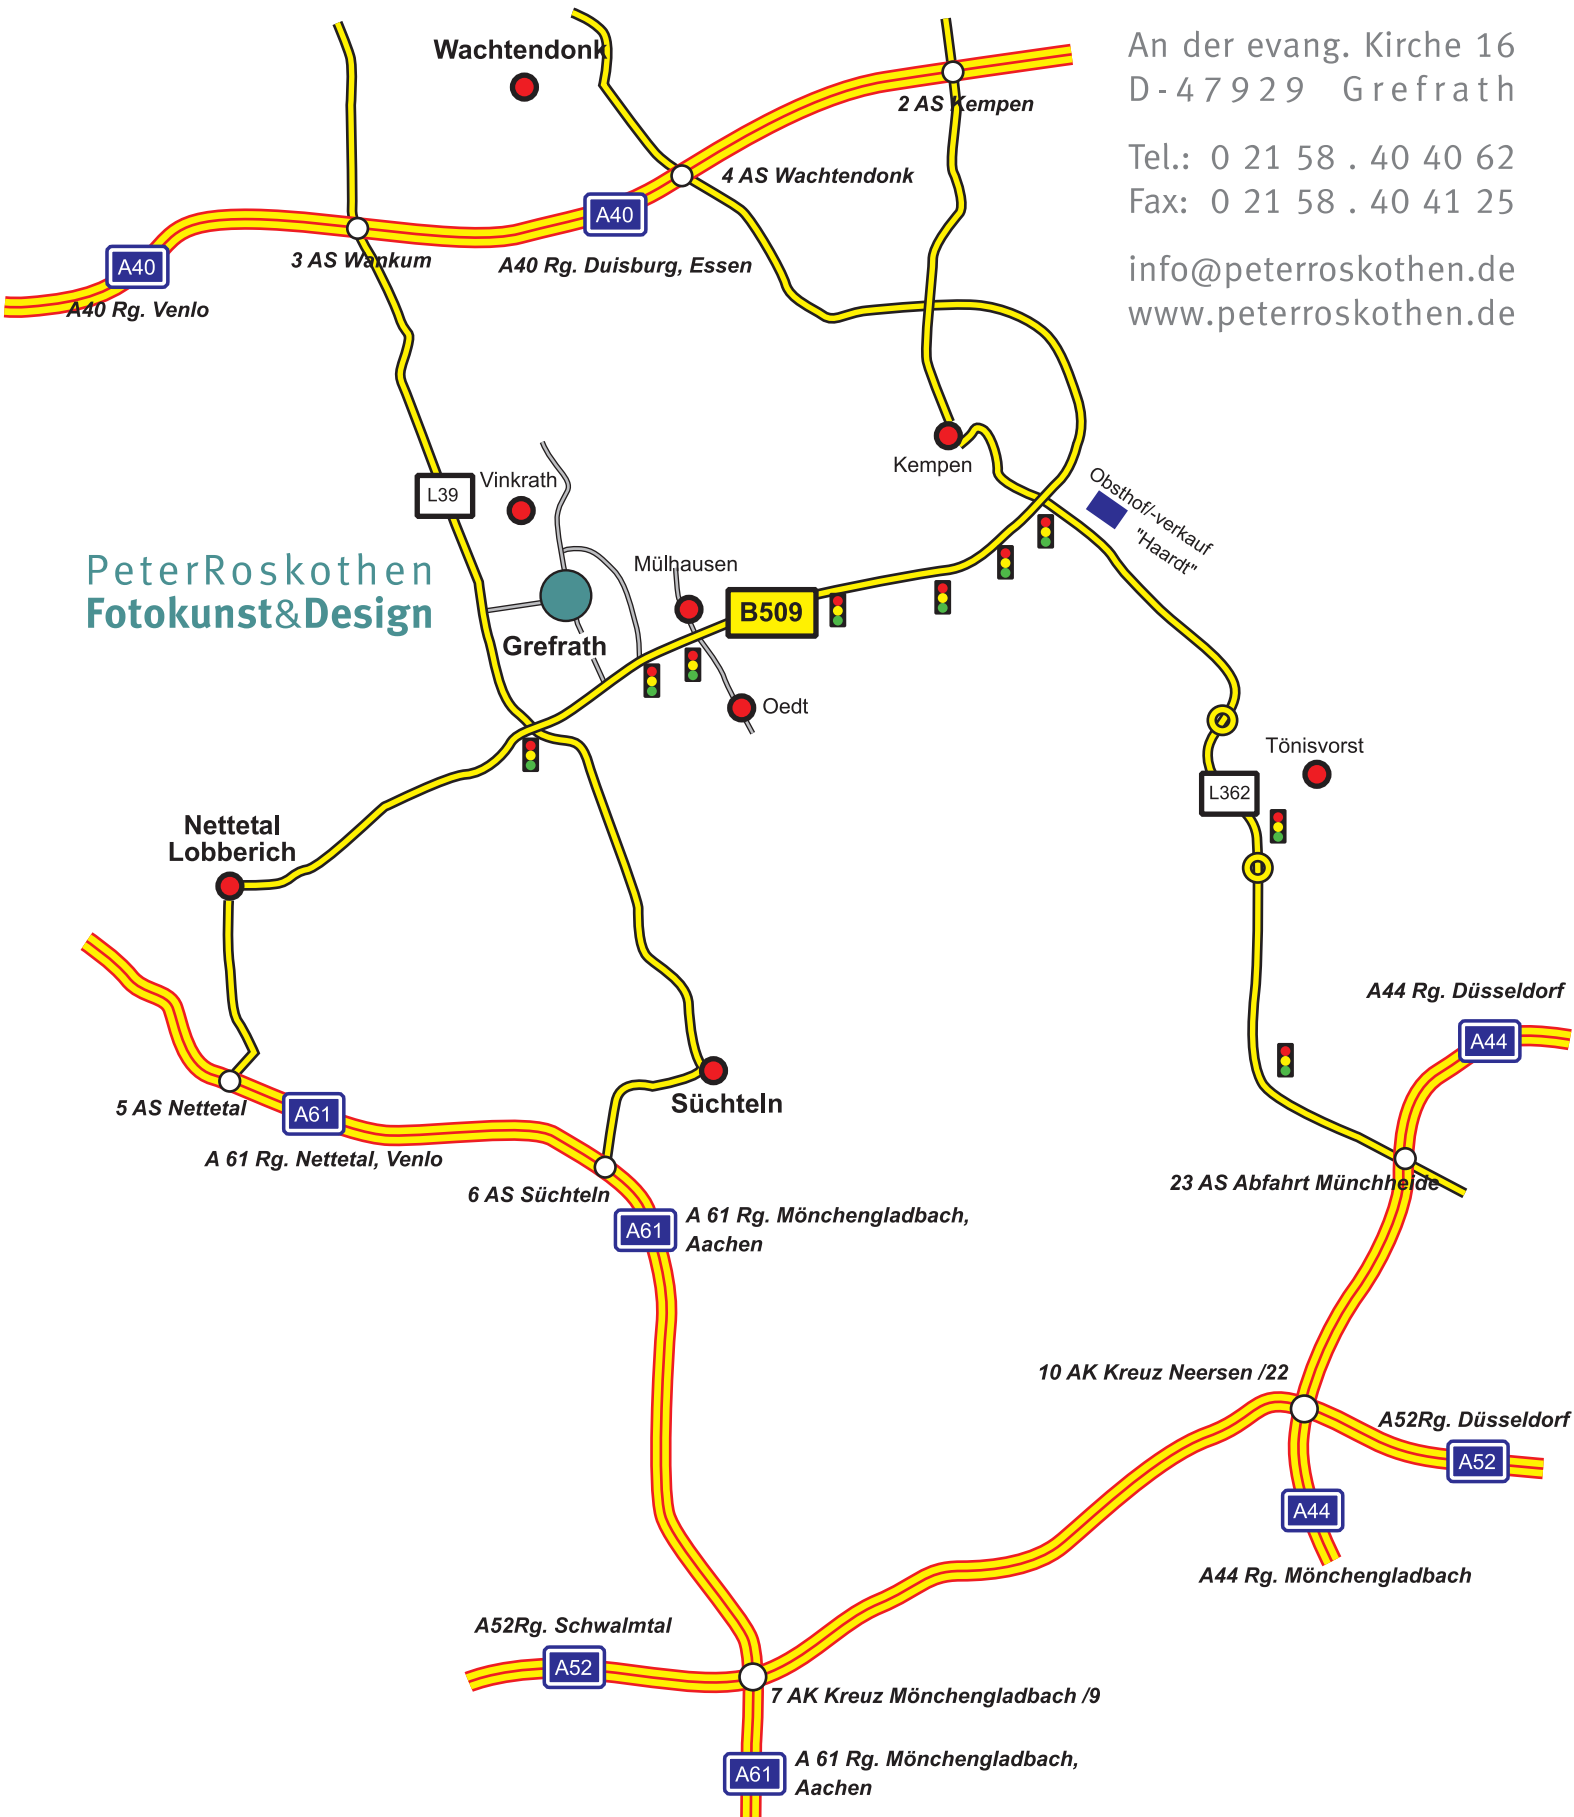 An der evang. Kirche 16
D-47929 Grefrath
Tel.: 0 21 58 . 40 40 62
Fax: 0 21 58 . 40 41 25
info@peterroskothen.de
www.peterroskothen.de
Wachtendonk
2 AS Kempen
4 AS Wachtendonk
A40
3 AS Wankum
A40 Rg. Duisburg, Essen
A40
A40 Rg. Venlo
Kempen
L39
Vinkrath
Obsthof/-verkauf
"Haardt"
PeterRoskothen
Fotokunst&Design
Mülhausen
B509
Grefrath
Oedt
Tönisvorst
L362
Nettetal
Lobberich
A44 Rg. Düsseldorf
A44
5 AS Nettetal
A61
Süchteln
A 61 Rg. Nettetal, Venlo
6 AS Süchteln
23 AS Abfahrt Münchheide
A61
A 61 Rg. Mönchengladbach,
Aachen
10 AK Kreuz Neersen /22
A52Rg. Düsseldorf
A52
A44
A44 Rg. Mönchengladbach
A52Rg. Schwalmtal
A52
7 AK Kreuz Mönchengladbach /9
A61
A 61 Rg. Mönchengladbach,
Aachen